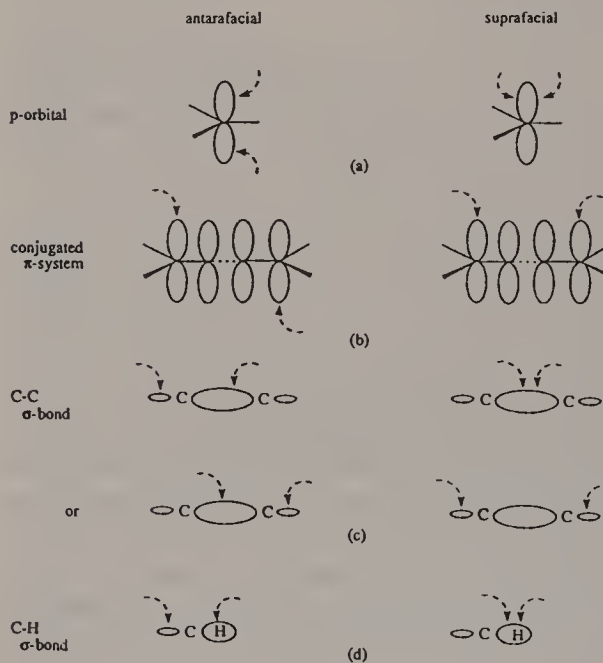 antarafacial suprafacial
p-orbital
(a)
conjugated
π-system
(b)
C-C
σ-bond
C C C C
or
C C C C
(c)
C-H
σ-bond
C H C H
(d)